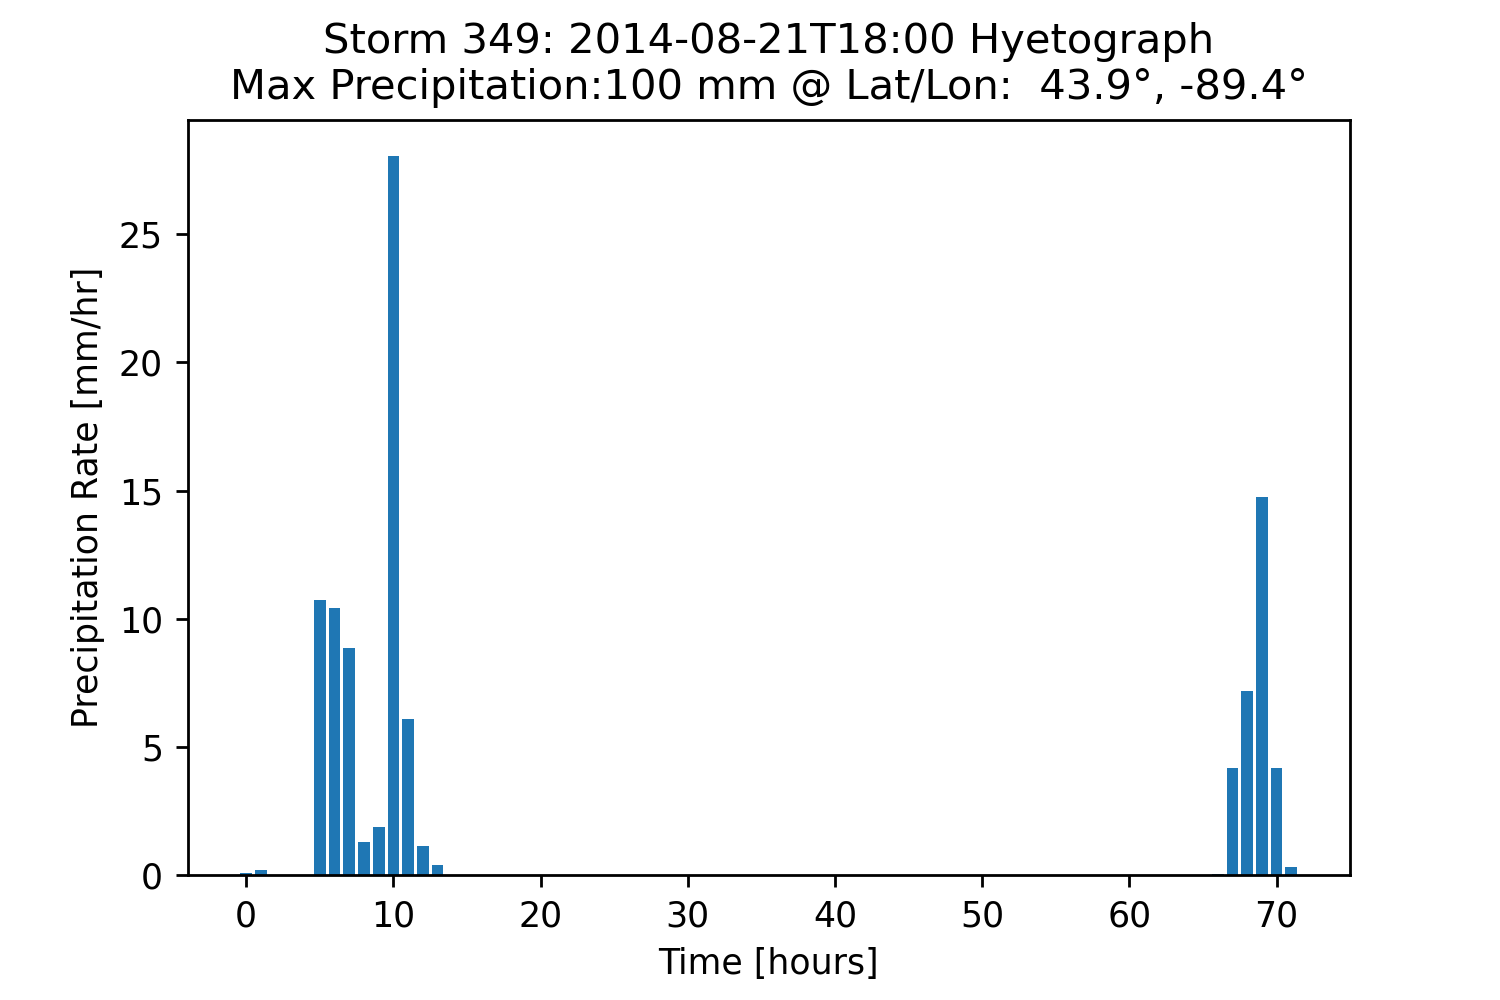 Storm 349: 2014-08-21T18:00 Hyetograph
Max Precipitation:100 mm @ Lat/Lon:  43.9°, -89.4°
Precipitation Rate [mm/hr]
25
20
15
10
5
0
0 10 20 30 40 50 60 70
Time [hours]